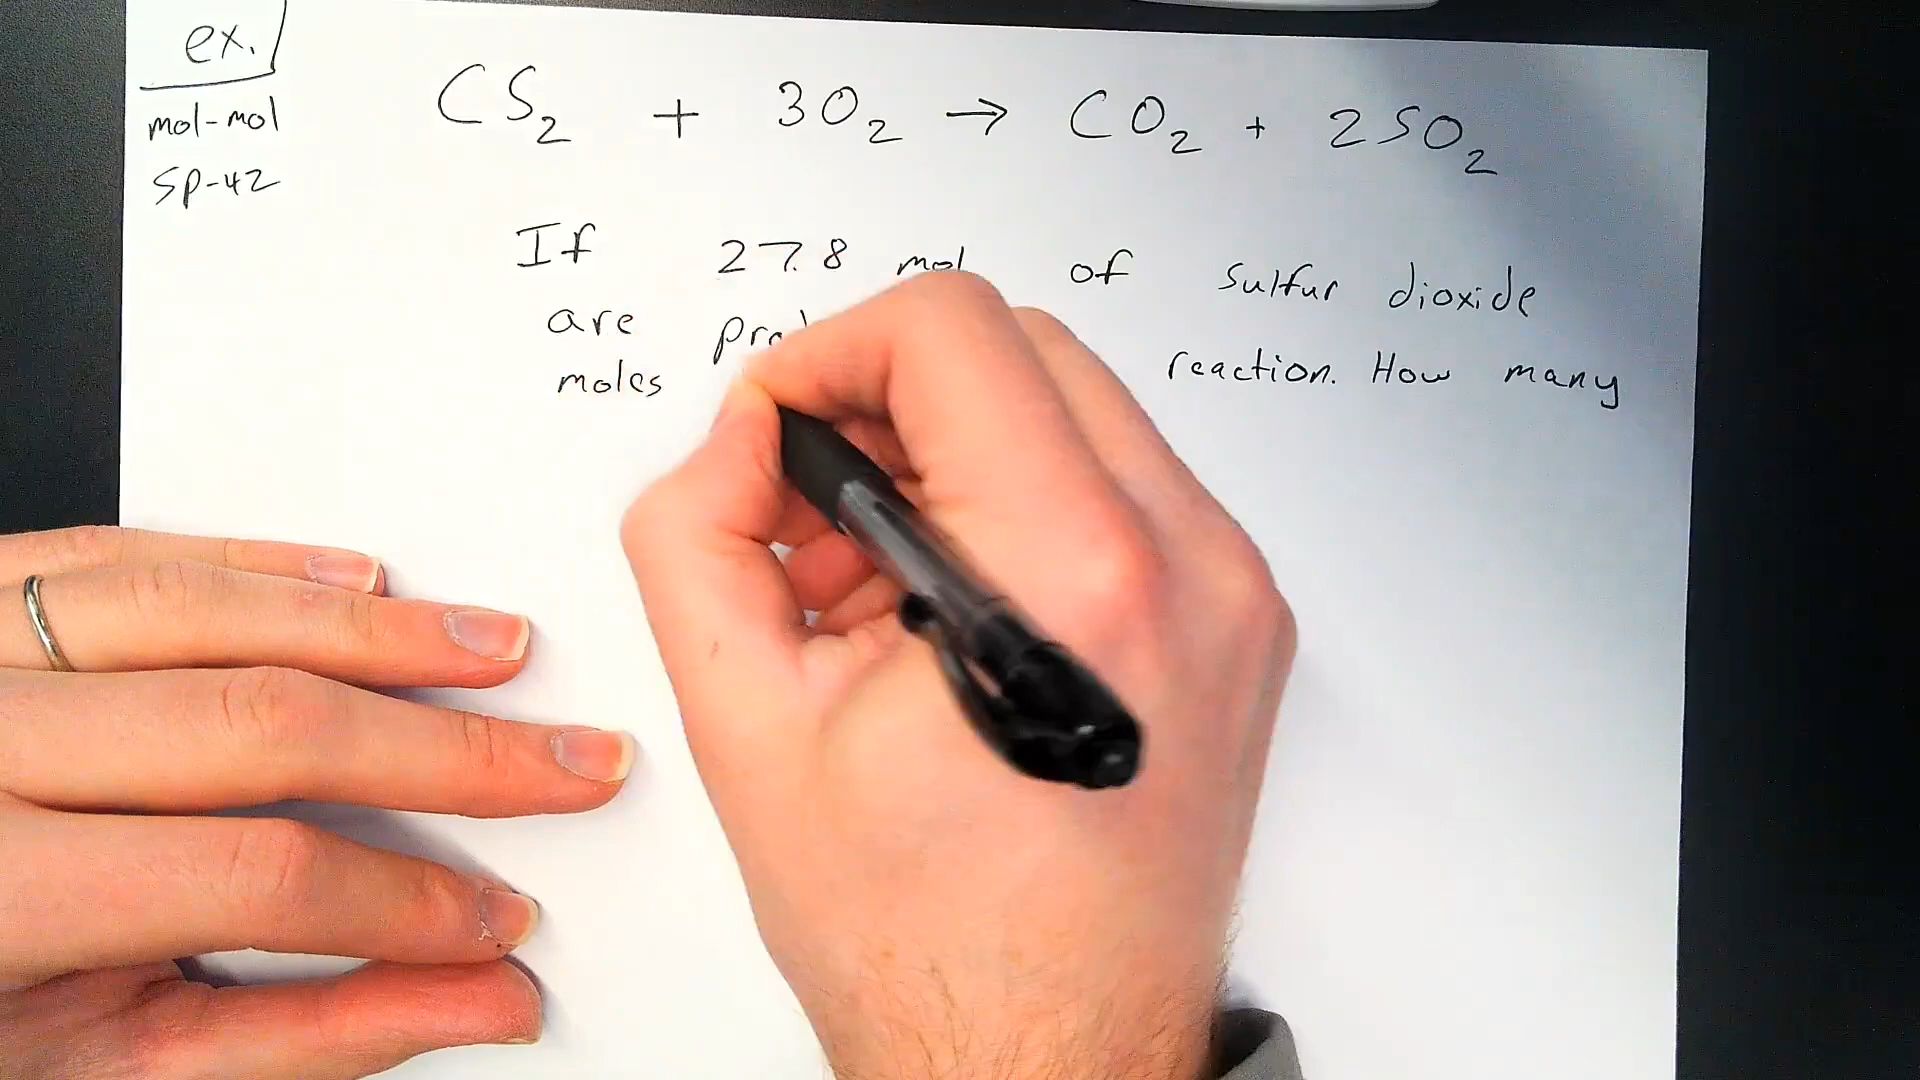 ex.
mol-mol
SP-42
CS₂ + 3O₂ → CO₂ + 2SO₂
If 27.8 mol of sulfur dioxide
are reaction. How many
moles